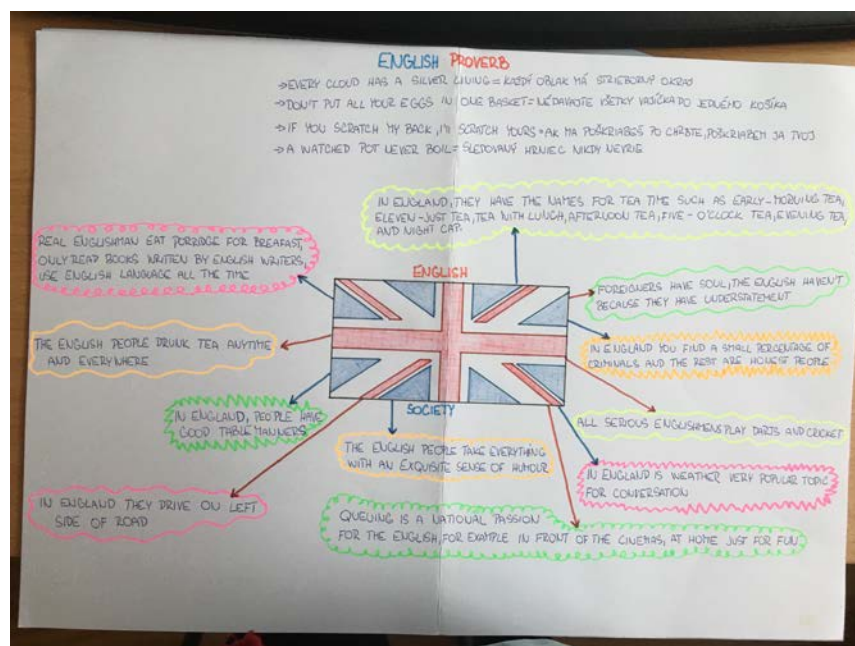 ENGLISH PROVERB
→EVERY CLOUD HAS A SILVER LIVING = KAŽDÝ OBLAK MÁ STRIEBORNÝ OKRAJ
→DON'T PUT ALL YOUR EGGS IN ONE BASKET = NEDÁVAJTE VŠETKY VAJÍČKA DO JEDNÉHO KOŠÍKA
→IF YOU SCRATCH MY BACK, I'll SCRATCH YOURS = AK MA POŠKRIABEŠ PO CHRBTE, POŠKRIABEM JA TVOJ
→A WATCHED POT NEVER BOIL = SLEDOVANÝ HRNIEC NIKDY NEVRIE
IN ENGLAND, THEY HAVE THE NAMES FOR TEA TIME SUCH AS EARLY-MORNING TEA,
ELEVEN-JUST TEA, TEA WITH LUNCH, AFTERNOON TEA, FIVE-O'CLOCK TEA, EVENING TEA
AND NIGHT CAP.
REAL ENGLISHMAN EAT PORRIDGE FOR BREAFAST,
ONLY READ BOOKS WRITTEN BY ENGLISH WRITERS,
USE ENGLISH LANGUAGE ALL THE TIME
ENGLISH
FOREIGNERS HAVE SOUL, THE ENGLISH HAVEN'T
BECAUSE THEY HAVE UNDERSTATEMENT
THE ENGLISH PEOPLE DRUNK TEA ANYTIME
AND EVERYWHERE
IN ENGLAND YOU FIND A SMALL PERCENTAGE OF
CRIMINALS AND THE REST ARE HONEST PEOPLE
IN ENGLAND, PEOPLE HAVE
GOOD TABLE MANNERS
SOCIETY
ALL SERIOUS ENGLISHMENS PLAY DARTS AND CRICKET
THE ENGLISH PEOPLE TAKE EVERYTHING
WITH AN EXQUISITE SENSE OF HUMOUR
IN ENGLAND IS WEATHER VERY POPULAR TOPIC
FOR CONVERSATION
IN ENGLAND THEY DRIVE ON LEFT
SIDE OF ROAD
QUEUING IS A NATIONAL PASSION
FOR THE ENGLISH, FOR EXAMPLE IN FRONT OF THE CINEMAS, AT HOME JUST FOR FUN